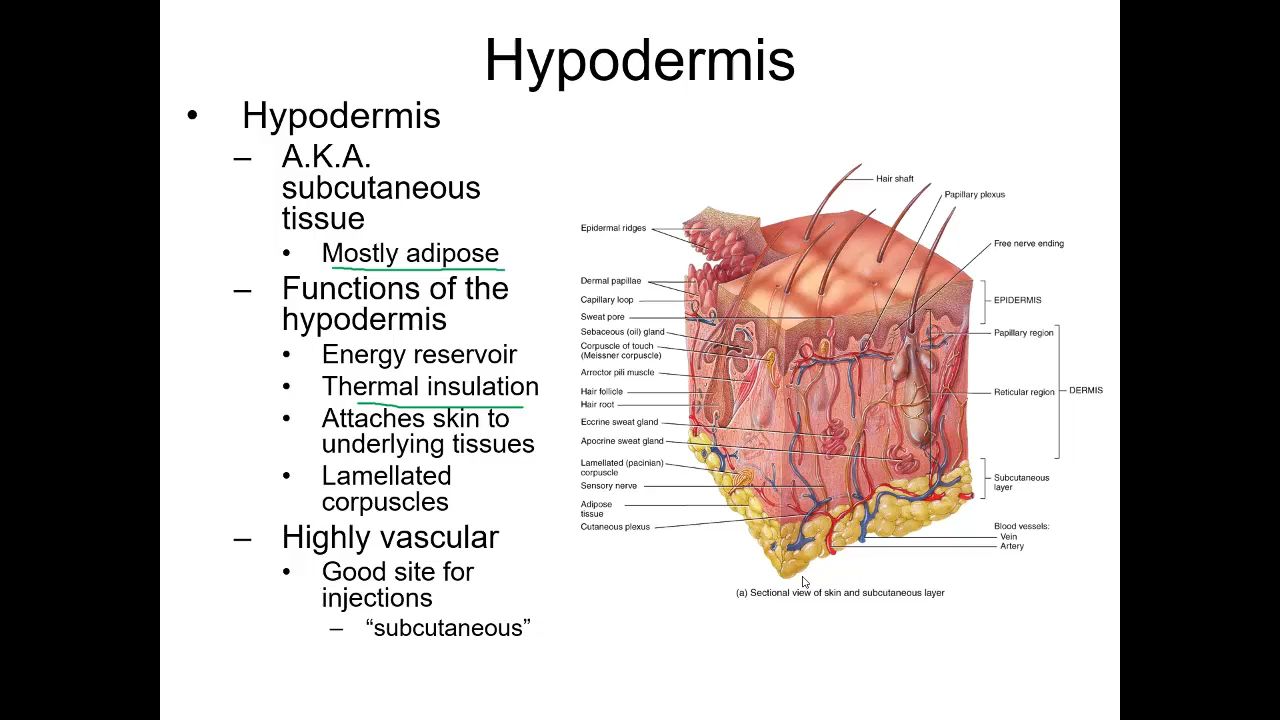 Hypodermis
• Hypodermis
– A.K.A.
subcutaneous
tissue
• Mostly adipose
– Functions of the
hypodermis
• Energy reservoir
• Thermal insulation
• Attaches skin to
underlying tissues
• Lamellated
corpuscles
– Highly vascular
• Good site for
injections
– “subcutaneous”
Hair shaft
Papillary plexus
Free nerve ending
EPIDERMIS
Papillary region
Reticular region
DERMIS
Subcutaneous
layer
Blood vessels:
Vein
Artery
Epidermal ridges
Dermal papillae
Capillary loop
Sweat pore
Sebaceous (oil) gland
Corpuscle of touch
(Meissner corpuscle)
Arrector pili muscle
Hair follicle
Hair root
Eccrine sweat gland
Apocrine sweat gland
Lamellated (pacinian)
corpuscle
Sensory nerve
Adipose
tissue
Cutaneous plexus
(a) Sectional view of skin and subcutaneous layer